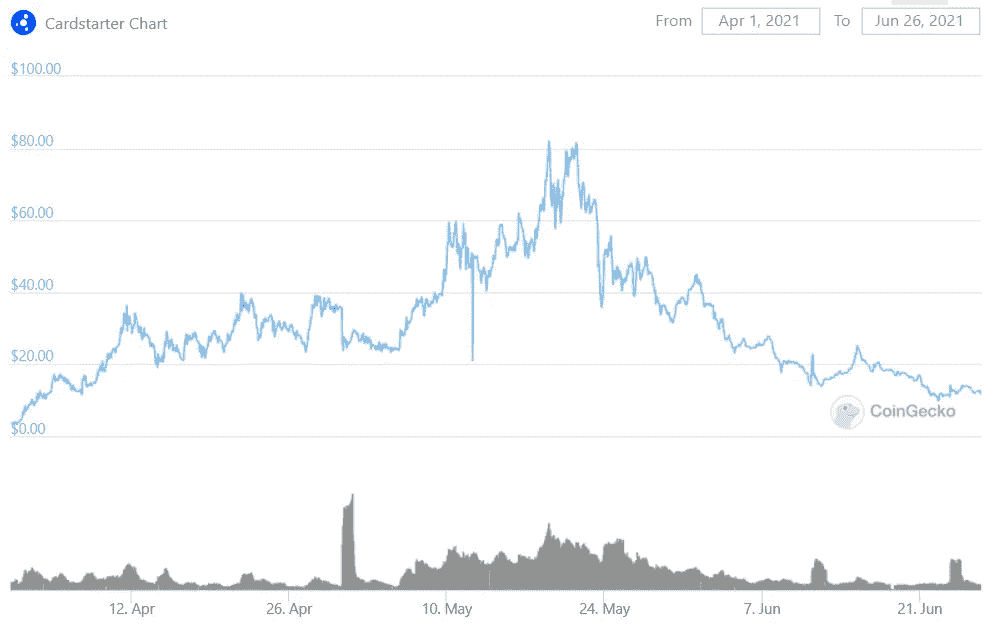 Cardstarter Chart
From Apr 1, 2021 To Jun 26, 2021
$100.00
$80.00
$60.00
$40.00
$20.00
$0.00
CoinGecko
12. Apr 26. Apr 10. May 24. May 7. Jun 21. Jun